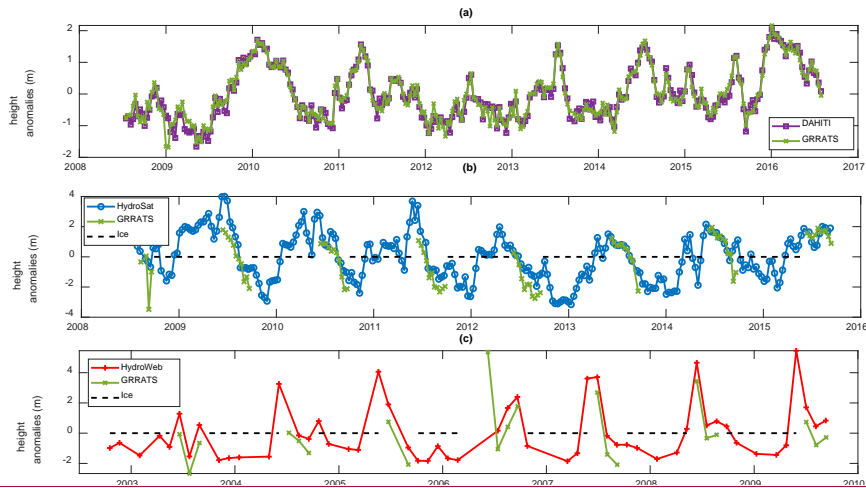 (a)
2
1
0
-1
-2
height
anomalies (m)
DAHITI
GRRATS
2008 2009 2010 2011 2012 2013 2014 2015 2016 2017
(b)
4
2
0
-2
-4
height
anomalies (m)
HydroSat
GRRATS
Ice
2008 2009 2010 2011 2012 2013 2014 2015
(c)
4
2
0
-2
height
anomalies (m)
HydroWeb
GRRATS
Ice
2003 2004 2005 2006 2007 2008 2009 2010